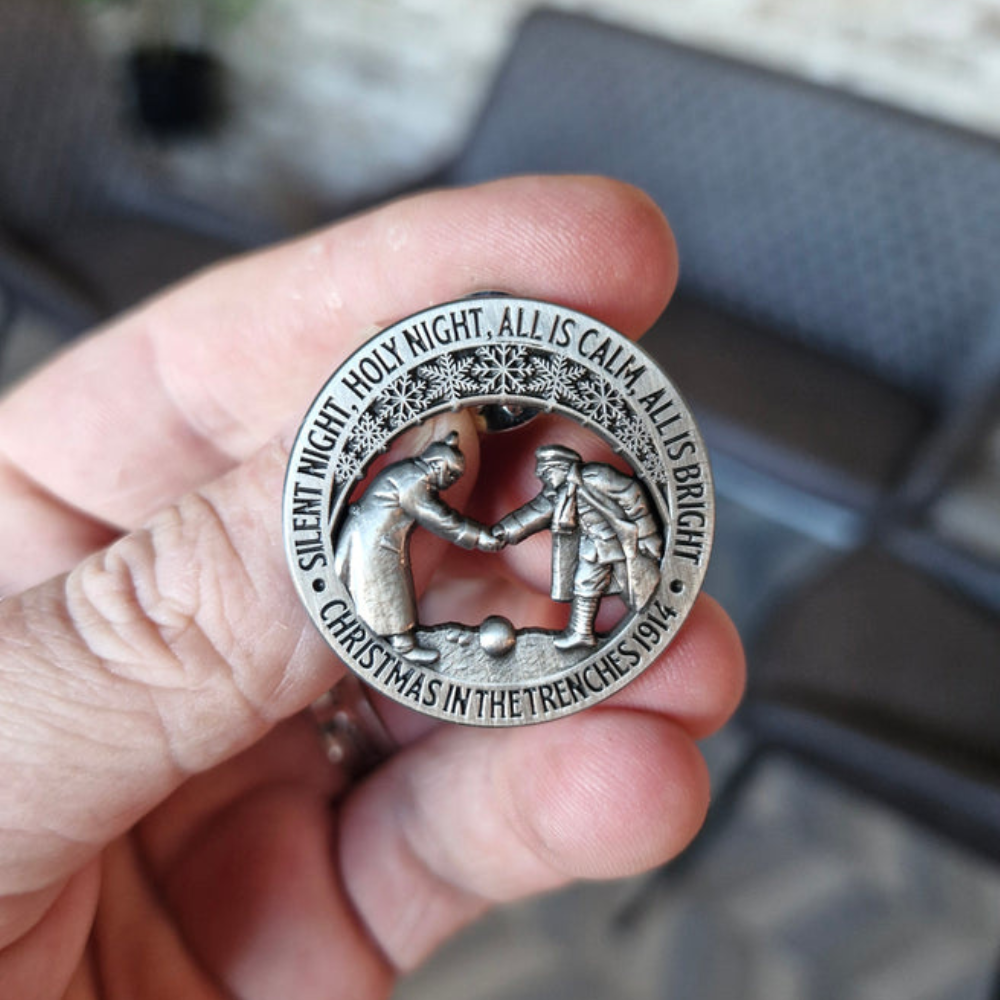 SILENT NIGHT, HOLY NIGHT, ALL IS CALM, ALL IS BRIGHT
CHRISTMAS IN THE TRENCHES 1914